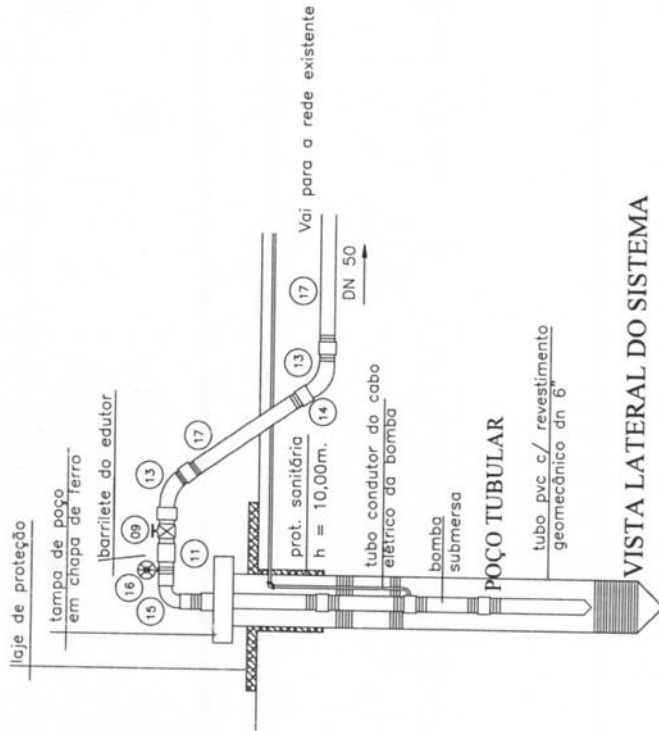 laje de proteção
tampa de poço
em chapa de ferro
barrilete do edutor
16
09
13
15
11
17
13
14
17
Vai para a rede existente
DN 50
prot. sanitária
h = 10,00m.
tubo condutor do cabo
elétrico da bomba
bomba
submersa
POÇO TUBULAR
tubo pvc c/ revestimento
geomecânico dn 6"
VISTA LATERAL DO SISTEMA